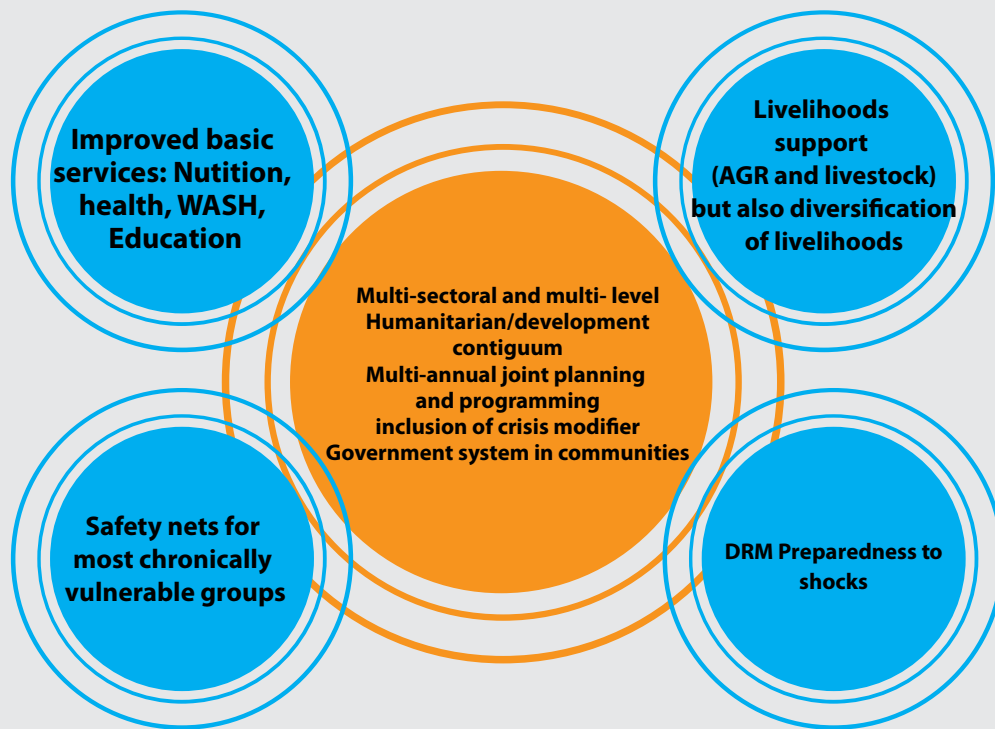 Improved basic
services: Nutition,
health, WASH,
Education
Livelihoods
support
(AGR and livestock)
but also diversification
of livelihoods
Multi-sectoral and multi- level
Humanitarian/development
contiguum
Multi-annual joint planning
and programming
inclusion of crisis modifier
Government system in communities
Safety nets for
most chronically
vulnerable groups
DRM Preparedness to
shocks